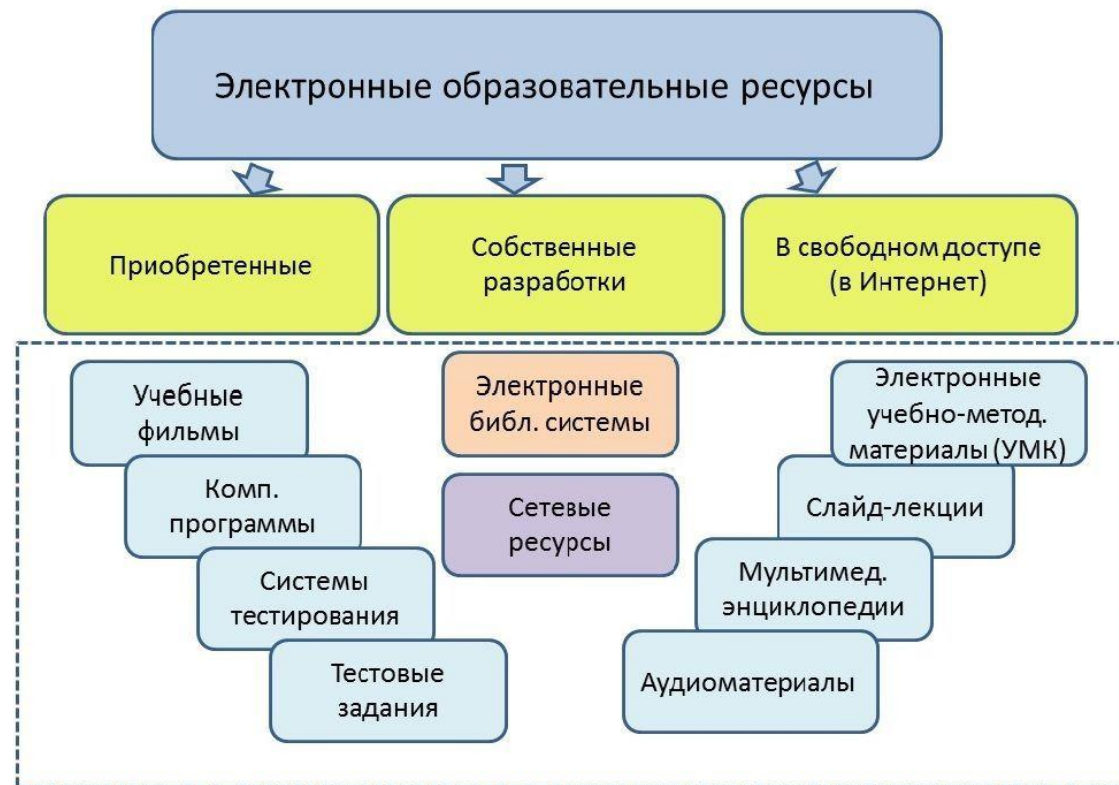 Электронные образовательные ресурсы
Приобретенные
Собственные
разработки
В свободном доступе
(в Интернет)
Учебные
фильмы
Комп.
программы
Системы
тестирования
Тестовые
задания
Электронные
библ. системы
Сетевые
ресурсы
Электронные
учебно-метод.
материалы (УМК)
Слайд-лекции
Мультимед.
энциклопедии
Аудиоматериалы